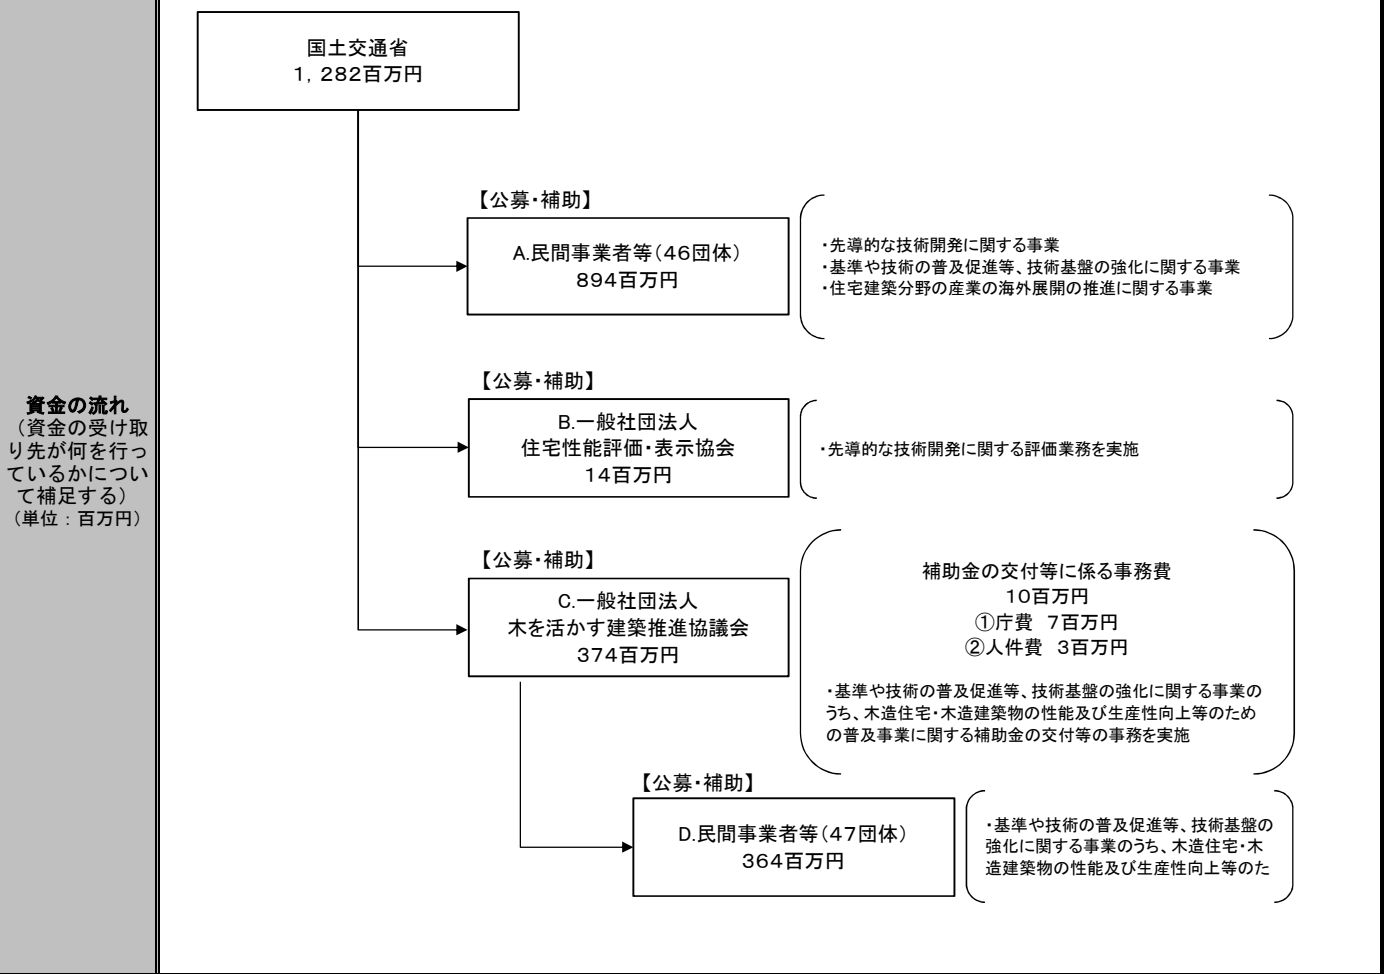 資金の流れ
（資金の受け取
り先が何を行っ
ているかについ
て補足する）
（単位：百万円）
国土交通省
１，２８２百万円
【公募・補助】
A.民間事業者等（４６団体）
８９４百万円
・先導的な技術開発に関する事業
・基準や技術の普及促進等、技術基盤の強化に関する事業
・住宅建築分野の産業の海外展開の推進に関する事業
【公募・補助】
B.一般社団法人
住宅性能評価・表示協会
１４百万円
・先導的な技術開発に関する評価業務を実施
【公募・補助】
C.一般社団法人
木を活かす建築推進協議会
３７４百万円
補助金の交付等に係る事務費
１０百万円
①庁費　７百万円
②人件費　３百万円
・基準や技術の普及促進等、技術基盤の強化に関する事業の
うち、木造住宅・木造建築物の性能及び生産性向上等のため
の普及事業に関する補助金の交付等の事務を実施
【公募・補助】
D.民間事業者等（４７団体）
３６４百万円
・基準や技術の普及促進等、技術基盤の
強化に関する事業のうち、木造住宅・木
造建築物の性能及び生産性向上等のた